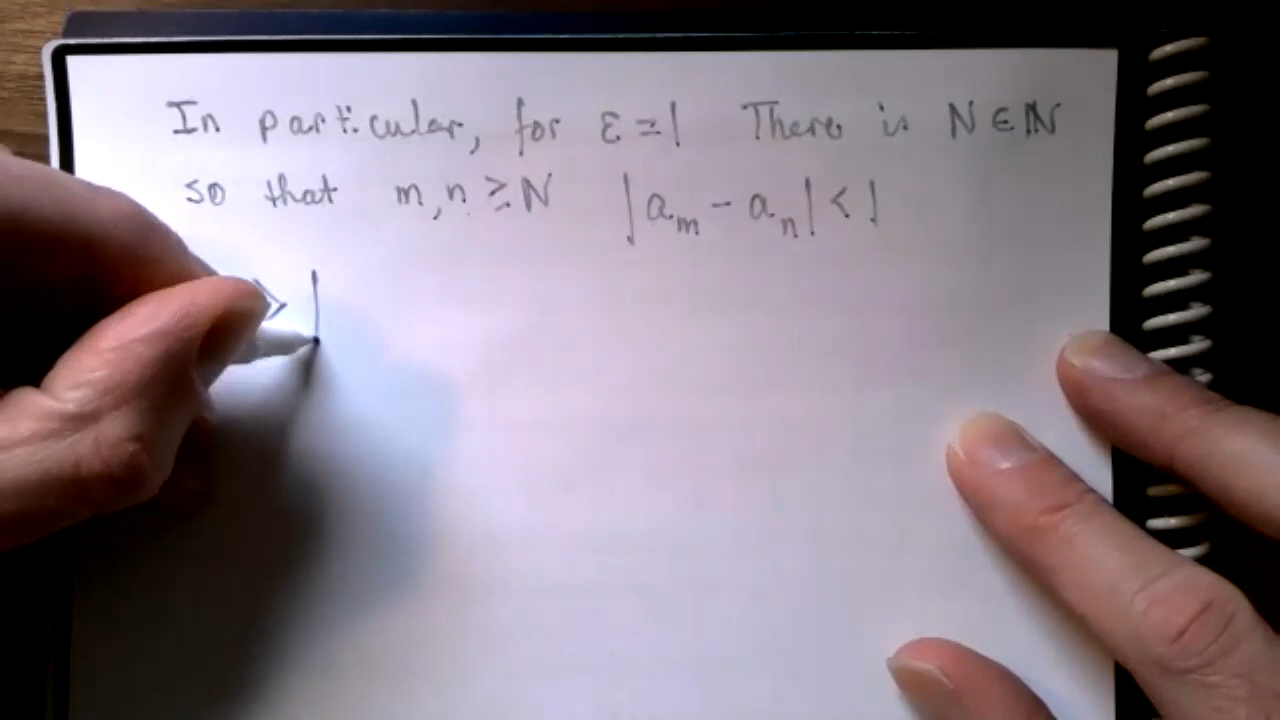 In particular, for ε = 1 There is N ∈ ℕ
so that m, n ≥ N |a_m - a_n| < 1
⇒ |